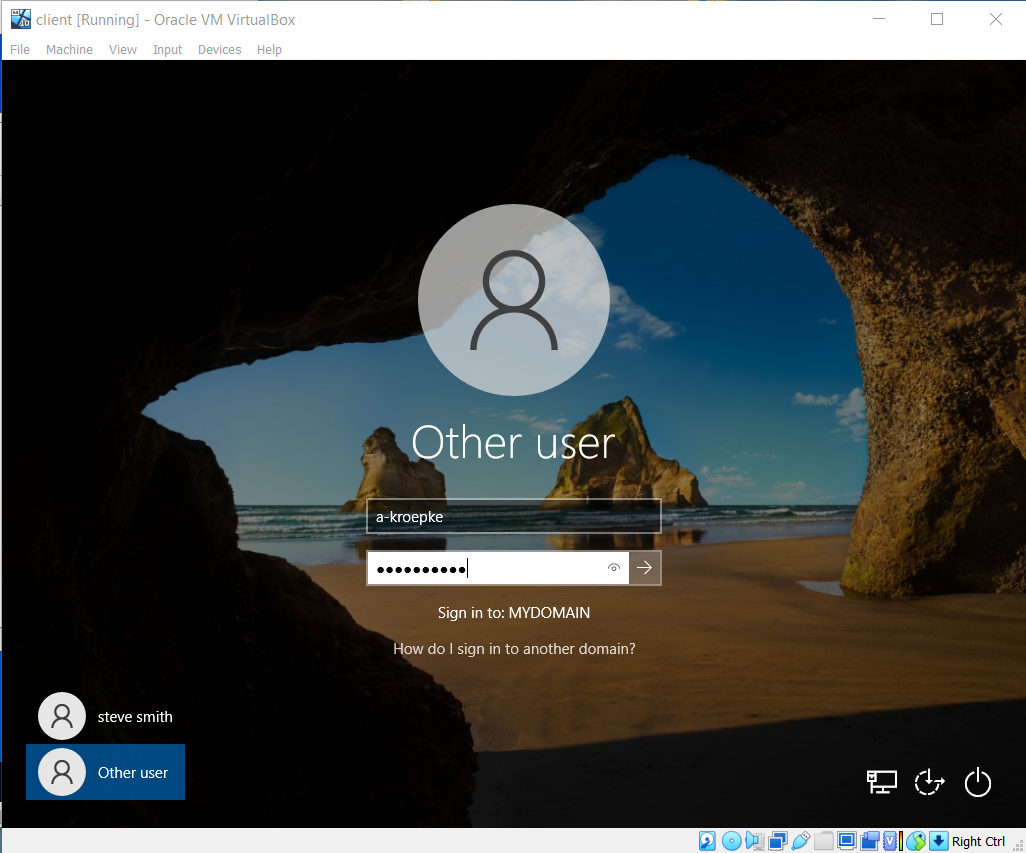 client [Running] - Oracle VM VirtualBox
File Machine View Input Devices Help
Other user
a-kroepke
●●●●●●●●●●
Sign in to: MYDOMAIN
How do I sign in to another domain?
steve smith
Other user
Right Ctrl